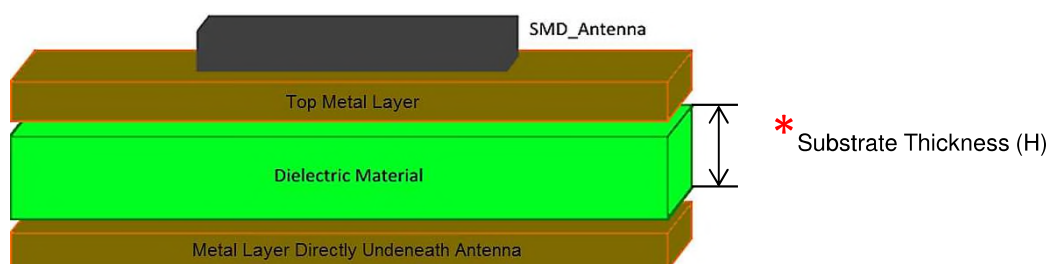 SMD_Antenna
Top Metal Layer
* Substrate Thickness (H)
Dielectric Material
Metal Layer Directly Undeneath Antenna